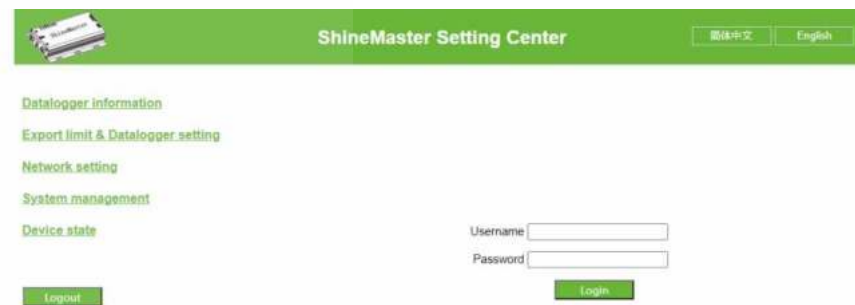 ShineMaster
ShineMaster Setting Center
简体中文
English
Datalogger information
Export limit & Datalogger setting
Network setting
System management
Device state
Username
Password
Login
Logout